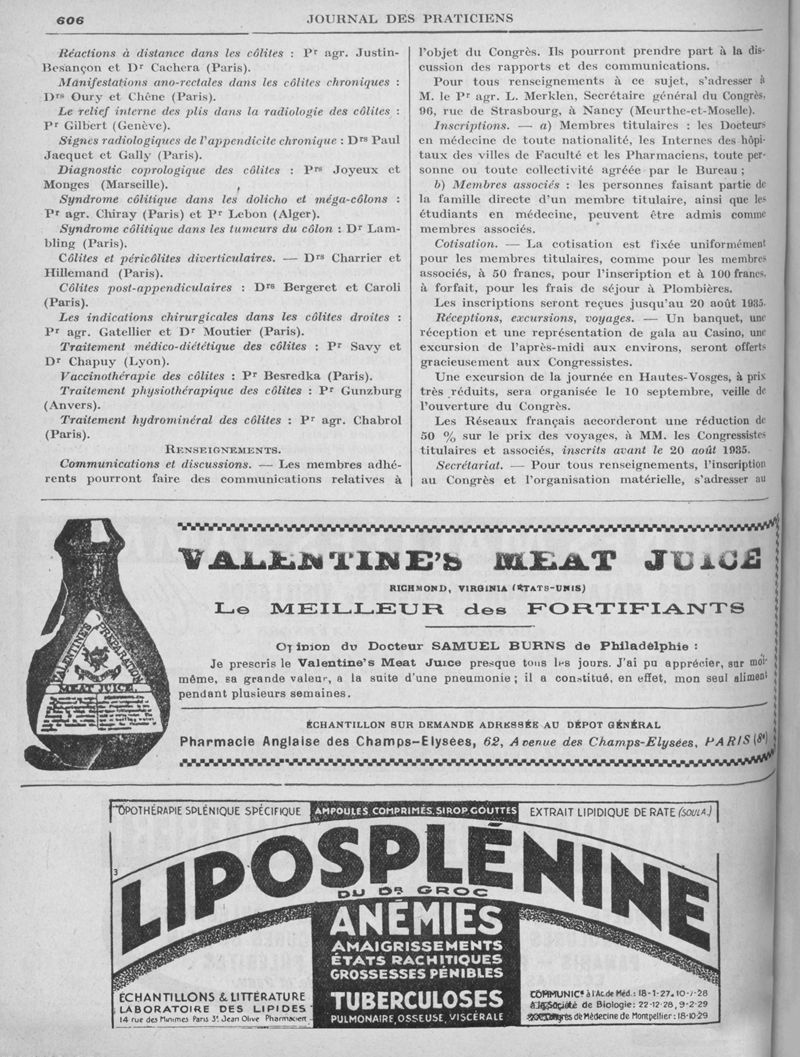 606
JOURNAL DES PRATICIENS
Réactions à distance dans les côlites : Pr agr. Justin-
Besançon et Dr Cachera (Paris).
Manifestations ano-rectales dans les côlites chroniques :
Drs Oury et Chêne (Paris).
Le relief interne des plis dans la radiologie des côlites :
Pr Gilbert (Genève).
Signes radiologiques de l'appendicite chronique : Drs Paul
Jacquet et Gally (Paris).
Diagnostic coprologique des côlites : Prs Joyeux et
Monges (Marseille).
Syndrome côlitique dans les dolicho et méga-côlons :
Pr agr. Chiray (Paris) et Pr Lebon (Alger).
Syndrome côlitique dans les tumeurs du côlon : Dr Lam-
bling (Paris).
Côlites et péricôlites diverticulaires. — Drs Charrier et
Hillemand (Paris).
Côlites post-appendiculaires : Drs Bergeret et Caroli
(Paris).
Les indications chirurgicales dans les côlites droites :
Pr agr. Gatellier et Dr Moutier (Paris).
Traitement médico-diététique des côlites : Pr Savy et
Dr Chapuy (Lyon).
Vaccinothérapie des côlites : Pr Besredka (Paris).
Traitement physiothérapique des côlites : Pr Gunzburg
(Anvers).
Traitement hydrominéral des côlites : Pr agr. Chabrol
(Paris).
RENSEIGNEMENTS.
Communications et discussions. — Les membres adhé-
rents pourront faire des communications relatives à
l'objet du Congrès. Ils pourront prendre part à la dis-
cussion des rapports et des communications.
Pour tous renseignements à ce sujet, s'adresser à
M. le Pr agr. L. Merklen, Secrétaire général du Congrès,
96, rue de Strasbourg, à Nancy (Meurthe-et-Moselle).
Inscriptions. — a) Membres titulaires : les Docteurs
en médecine de toute nationalité, les Internes des hôpi-
taux des villes de Faculté et les Pharmaciens, toute per-
sonne ou toute collectivité agréée par le Bureau ;
b) Membres associés : les personnes faisant partie de
la famille directe d'un membre titulaire, ainsi que les
étudiants en médecine, peuvent être admis comme
membres associés.
Cotisation. — La cotisation est fixée uniformément
pour les membres titulaires, comme pour les membres
associés, à 50 francs, pour l'inscription et à 100 francs,
à forfait, pour les frais de séjour à Plombières.
Les inscriptions seront reçues jusqu'au 20 août 1935.
Réceptions, excursions, voyages. — Un banquet, une
réception et une représentation de gala au Casino, une
excursion de l'après-midi aux environs, seront offerts
gracieusement aux Congressistes.
Une excursion de la journée en Hautes-Vosges, à prix
très réduits, sera organisée le 10 septembre, veille de
l'ouverture du Congrès.
Les Réseaux français accorderont une réduction de
50 % sur le prix des voyages, à MM. les Congressistes
titulaires et associés, inscrits avant le 20 août 1935.
Secrétariat. — Pour tous renseignements, l'inscription
au Congrès et l'organisation matérielle, s'adresser au
VALENTINE'S
PREPARATION
MEAT JUICE.
VALENTINE'S MEAT JUICE
RICHMOND, VIRGINIA (ETATS-UNIS)
Le MEILLEUR des FORTIFIANTS
Opinion du Docteur SAMUEL BURNS de Philadelphie :
Je prescris le Valentine's Meat Juice presque tous les jours. J'ai pu apprécier, sur moi-
même, sa grande valeur, a la suite d'une pneumonie ; il a constitué, en effet, mon seul aliment
pendant plusieurs semaines.
ÉCHANTILLON SUR DEMANDE ADRESSÉE AU DÉPOT GÉNÉRAL
Pharmacie Anglaise des Champs-Elysées, 62, Avenue des Champs-Elysées, PARIS (8e)
OPOTHÉRAPIE SPLÉNIQUE SPÉCIFIQUE
AMPOULES, COMPRIMÉS, SIROP, GOUTTES
EXTRAIT LIPIDIQUE DE RATE (SOULA)
3
LIPOSPLÉNINE
DU DR GROC
ANÉMIES
AMAIGRISSEMENTS
ÉTATS RACHITIQUES
GROSSESSES PÉNIBLES
TUBERCULOSES
PULMONAIRE, OSSEUSE, VISCÉRALE
ECHANTILLONS & LITTÉRATURE
LABORATOIRE DES LIPIDES
14 rue des Minimes Paris 3e. Jean Olive Pharmacien
COMMUNICs à l'Ac. de Méd. : 18-1-27. 10-7-28
à la Société de Biologie : 22-12-28, 9-2-29
Congrès de Médecine de Montpellier : 18-10-29